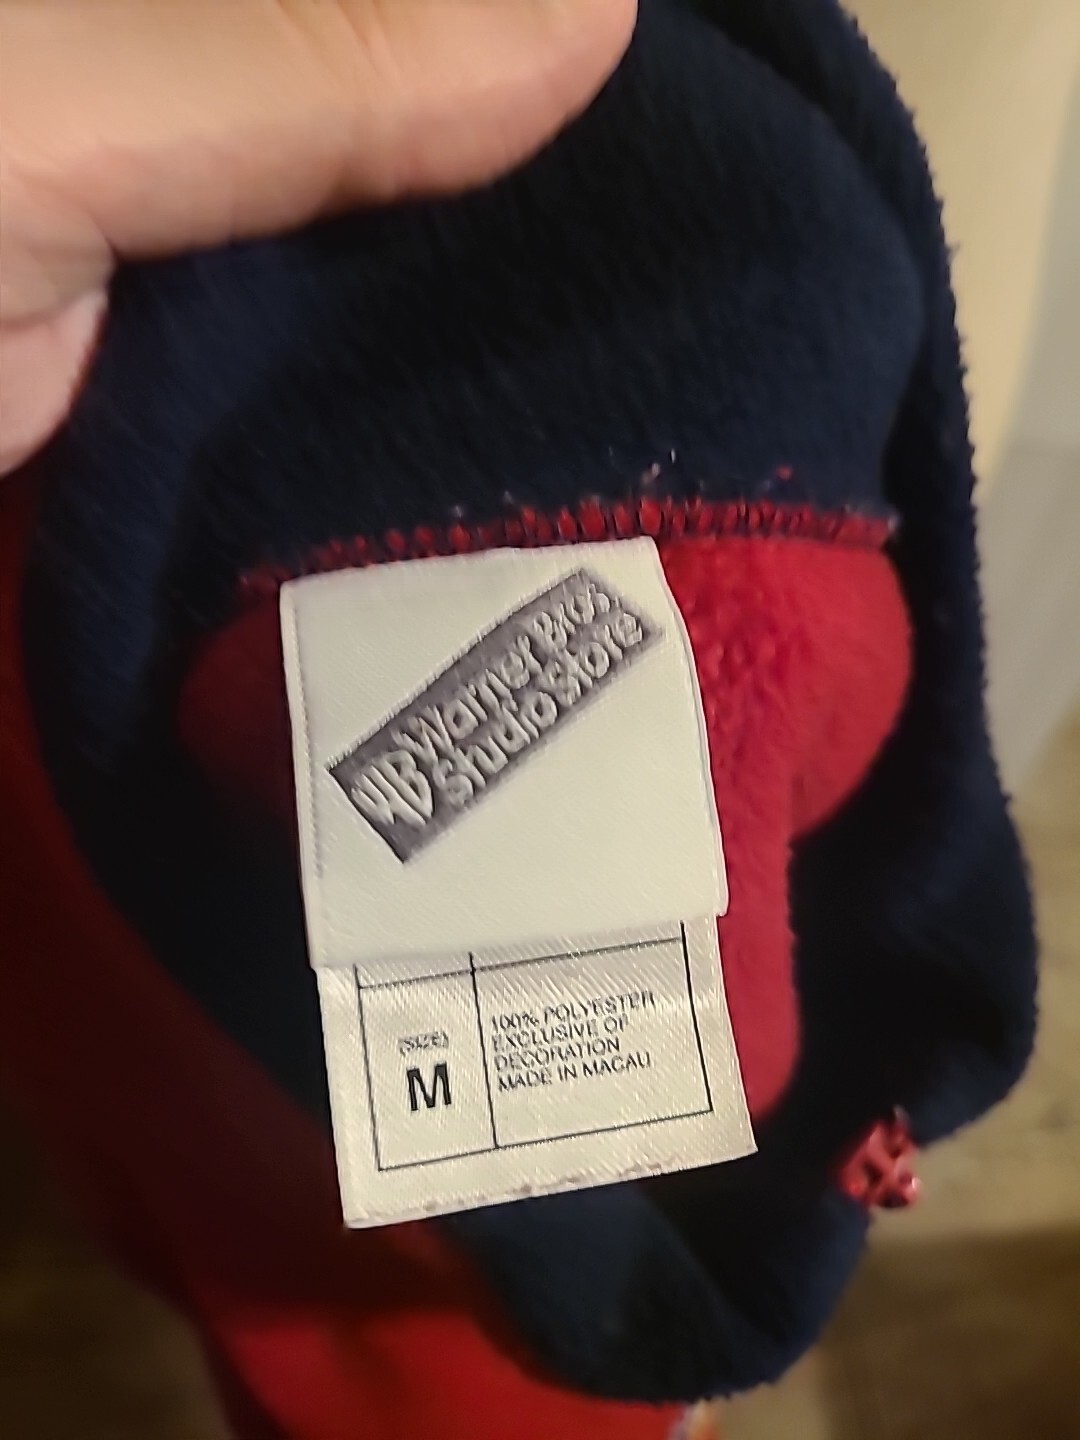 WB Warner Bros.
Studio Store
(SIZE)
M
100% POLYESTER
EXCLUSIVE OF
DECORATION
MADE IN MACAU